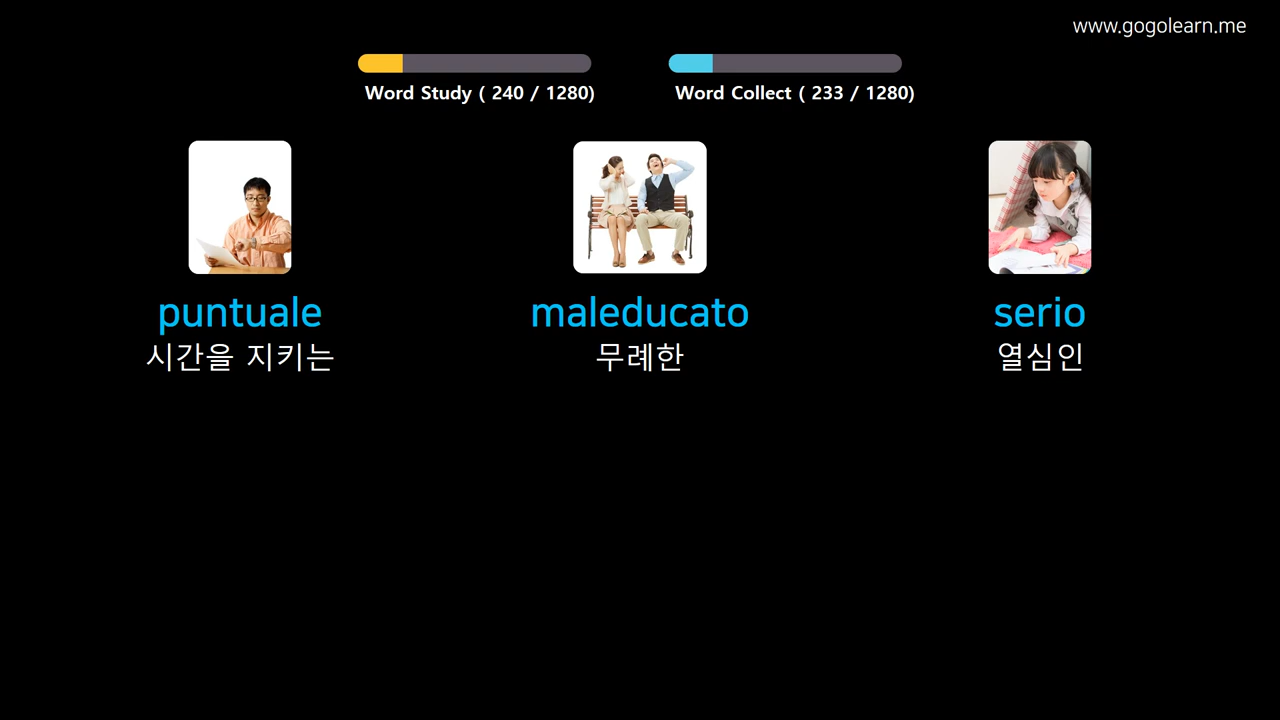 www.gogolearn.me
Word Study ( 240 / 1280)
Word Collect ( 233 / 1280)
puntuale
시간을 지키는
maleducato
무례한
serio
열심인